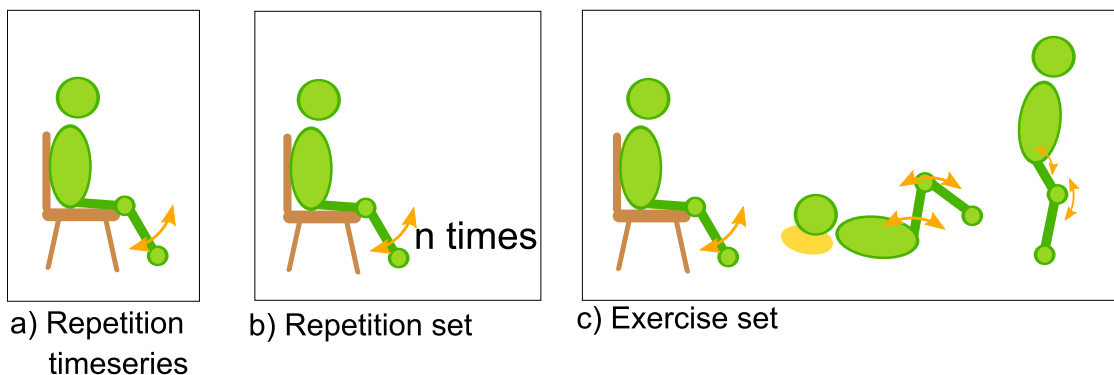 n times
a) Repetition
timeseries
b) Repetition set
c) Exercise set